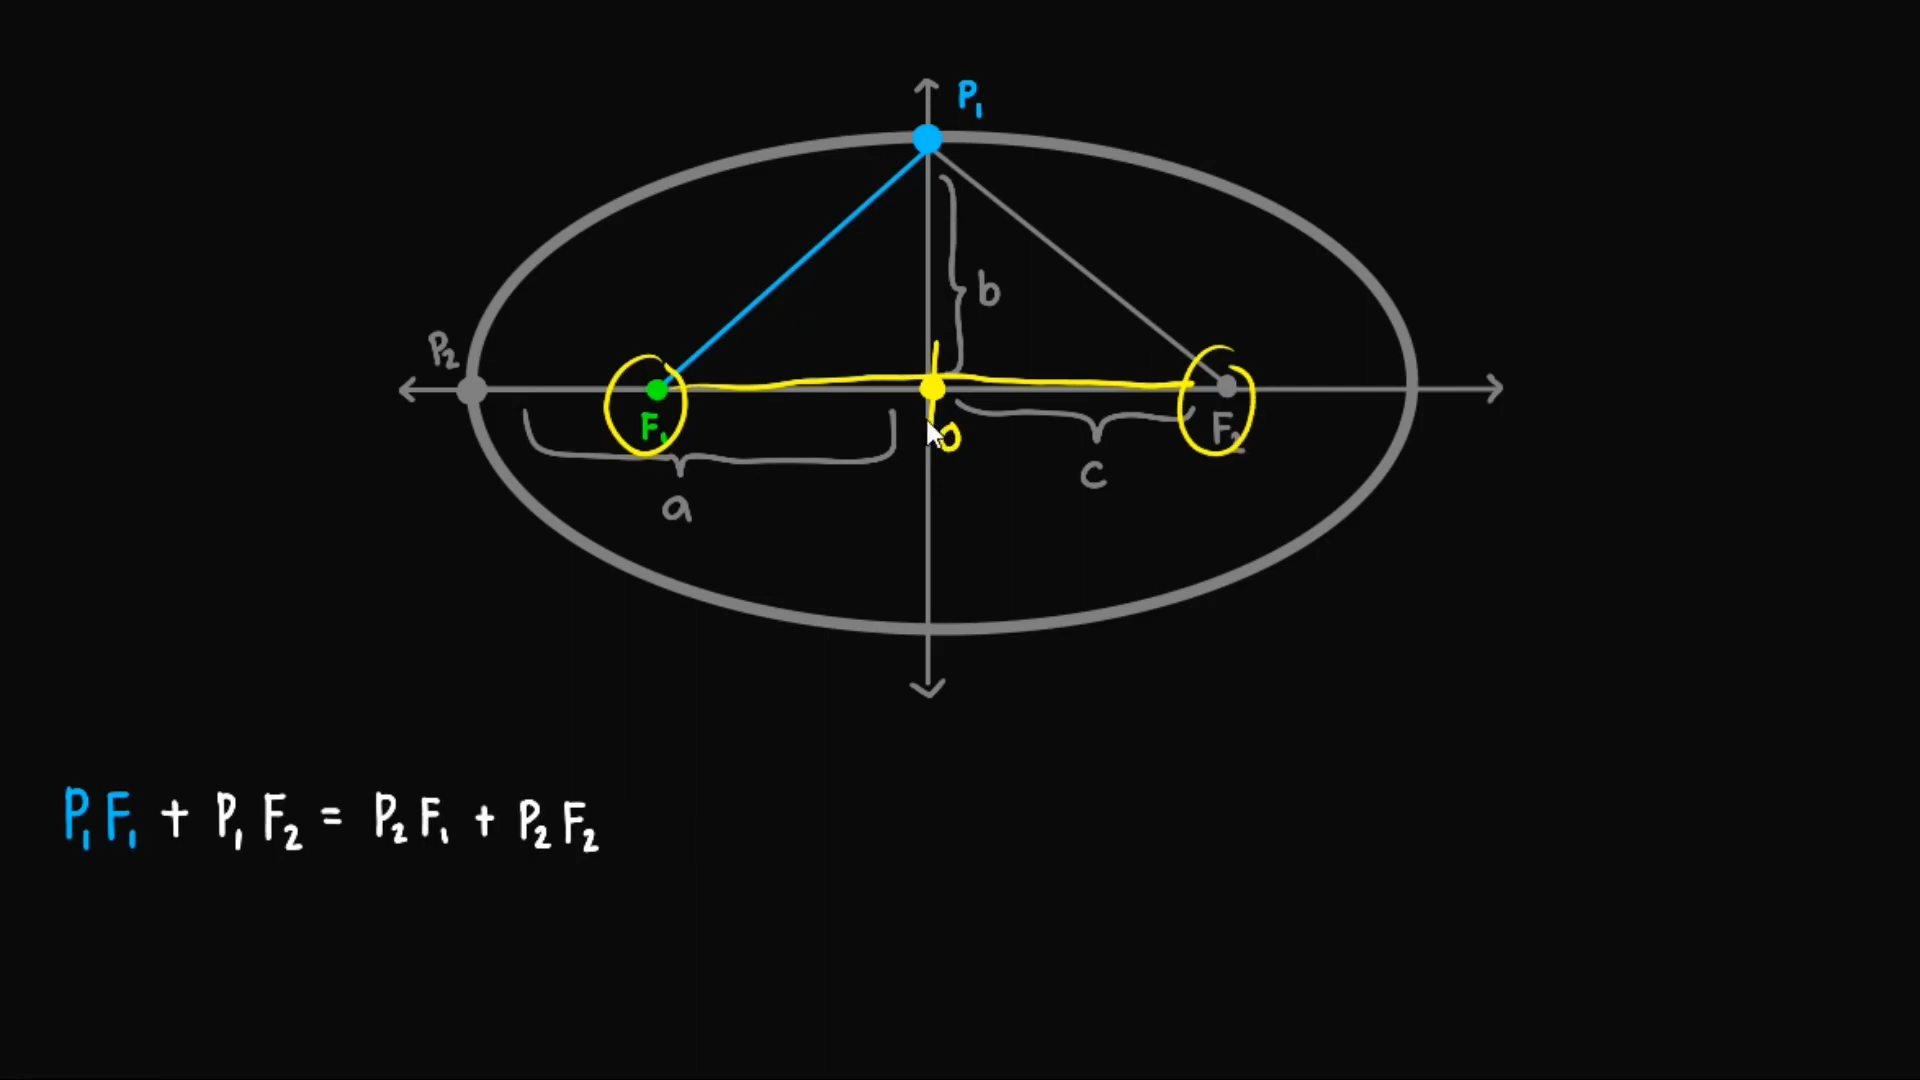 P₁
b
P₂
F₁
O
F₂
c
a
P₁F₁ + P₁F₂ = P₂F₁ + P₂F₂